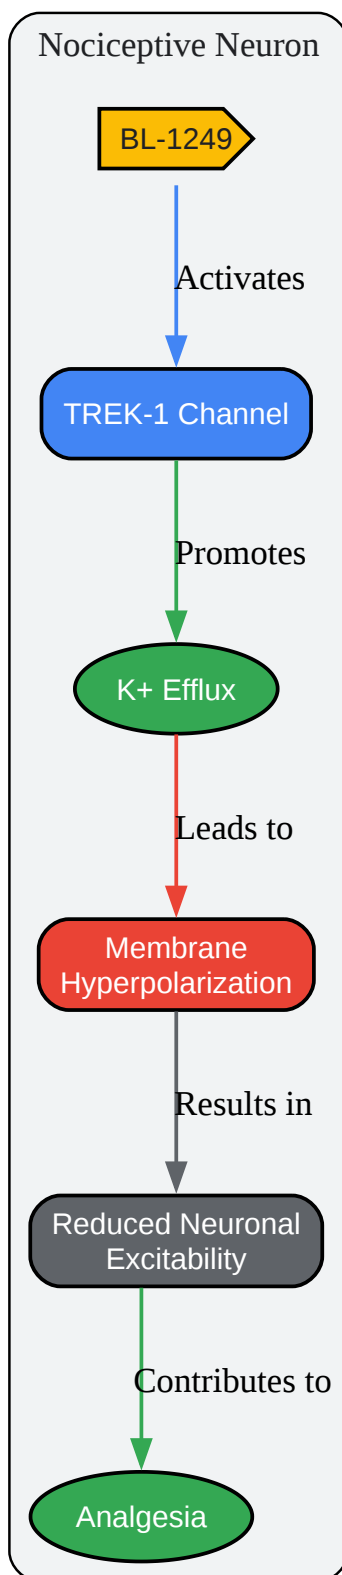 Nociceptive Neuron
BL-1249
Activates
TREK-1 Channel
Promotes
K+ Efflux
Leads to
Membrane
Hyperpolarization
Results in
Reduced Neuronal
Excitability
Contributes to
Analgesia